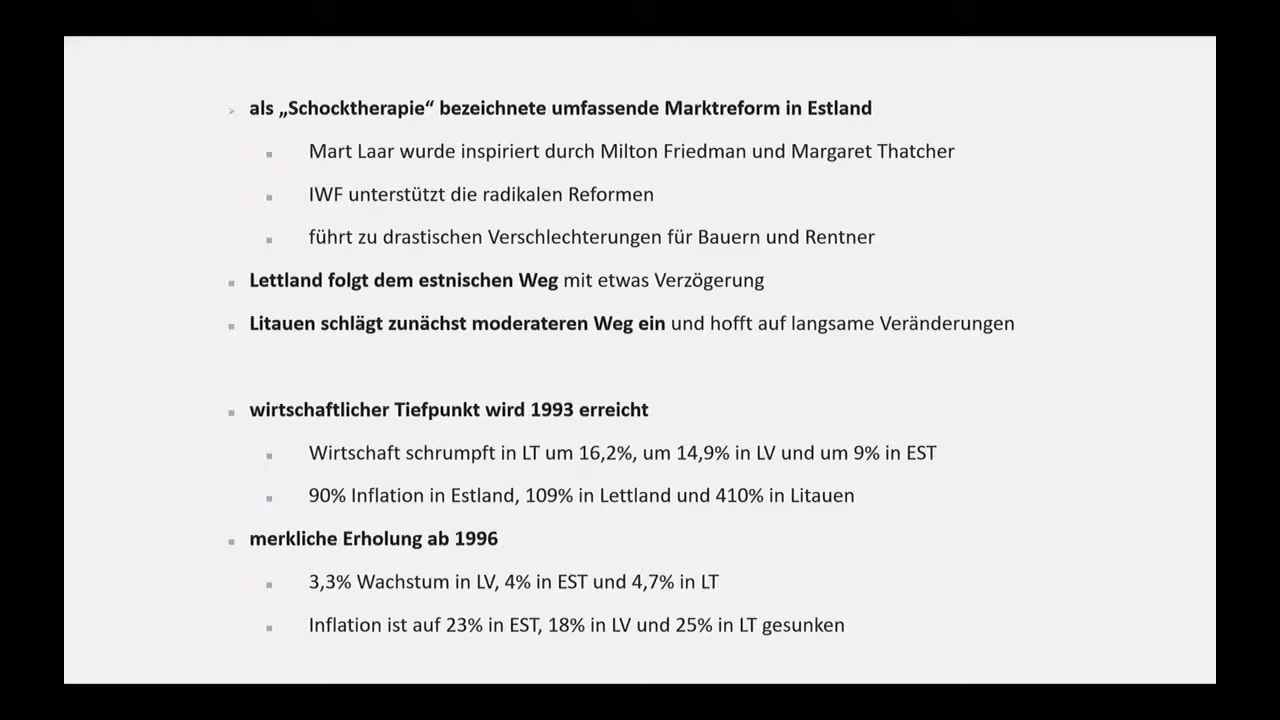 als „Schocktherapie“ bezeichnete umfassende Marktreform in Estland
Mart Laar wurde inspiriert durch Milton Friedman und Margaret Thatcher
IWF unterstützt die radikalen Reformen
führt zu drastischen Verschlechterungen für Bauern und Rentner
Lettland folgt dem estnischen Weg mit etwas Verzögerung
Litauen schlägt zunächst moderateren Weg ein und hofft auf langsame Veränderungen
wirtschaftlicher Tiefpunkt wird 1993 erreicht
Wirtschaft schrumpft in LT um 16,2%, um 14,9% in LV und um 9% in EST
90% Inflation in Estland, 109% in Lettland und 410% in Litauen
merkliche Erholung ab 1996
3,3% Wachstum in LV, 4% in EST und 4,7% in LT
Inflation ist auf 23% in EST, 18% in LV und 25% in LT gesunken